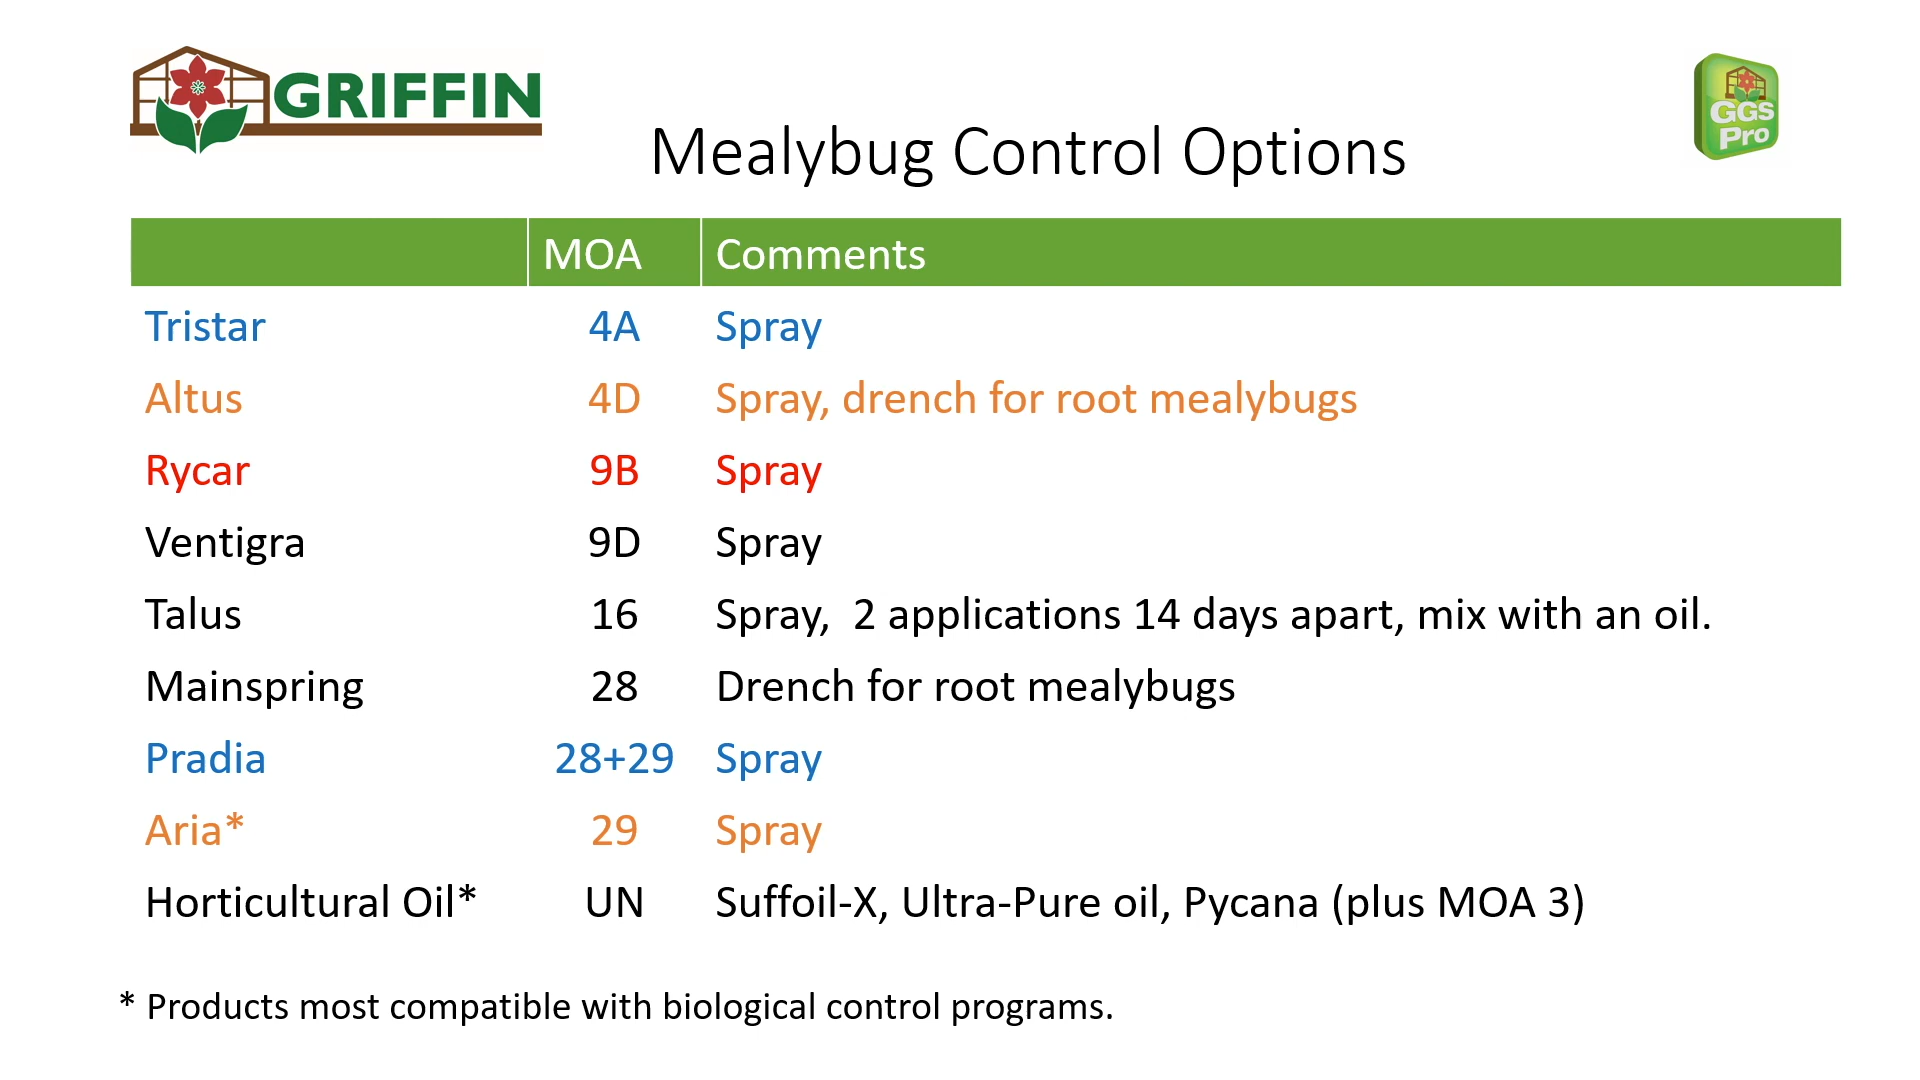 GRIFFIN
GGS
Pro
Mealybug Control Options
MOA Comments
Tristar 4A Spray
Altus 4D Spray, drench for root mealybugs
Rycar 9B Spray
Ventigra 9D Spray
Talus 16 Spray,  2 applications 14 days apart, mix with an oil.
Mainspring 28 Drench for root mealybugs
Pradia 28+29 Spray
Aria* 29 Spray
Horticultural Oil* UN Suffoil-X, Ultra-Pure oil, Pycana (plus MOA 3)
* Products most compatible with biological control programs.